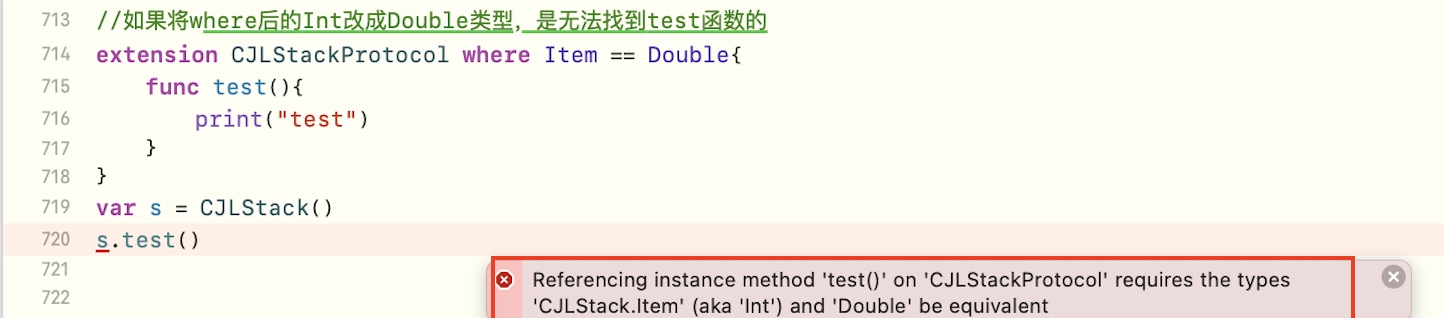 713 //如果将where后的Int改成Double类型，是无法找到test函数的
714 extension CJLStackProtocol where Item == Double{
715     func test(){
716         print("test")
717     }
718 }
719 var s = CJLStack()
720 s.test()
721
Referencing instance method 'test()' on 'CJLStackProtocol' requires the types
722
'CJLStack.Item' (aka 'Int') and 'Double' be equivalent